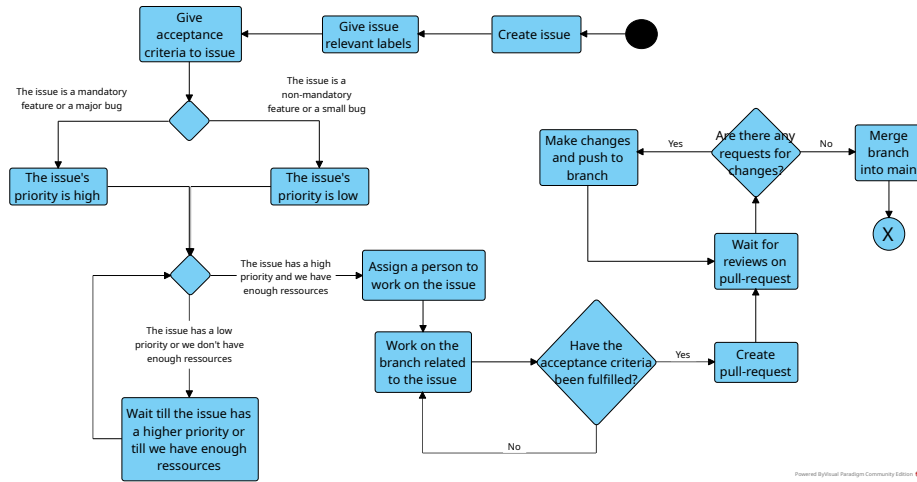 Give
acceptance
criteria to issue
Give issue
relevant labels
Create issue
The issue is a mandatory
feature or a major bug
The issue is a
non-mandatory
feature or a small bug
The issue's
priority is high
The issue's
priority is low
The issue has a high
priority and we have
enough ressources
Assign a person to
work on the issue
The issue has a low
priority or we don't have
enough ressources
Wait till the issue has
a higher priority or
till we have enough
ressources
Work on the
branch related
to the issue
Have the
acceptance criteria
been fulfilled?
No
Yes
Create
pull-request
Wait for
reviews on
pull-request
Are there any
requests for
changes?
Yes
Make changes
and push to
branch
No
Merge
branch
into main
X
Powered ByVisual Paradigm Community Edition